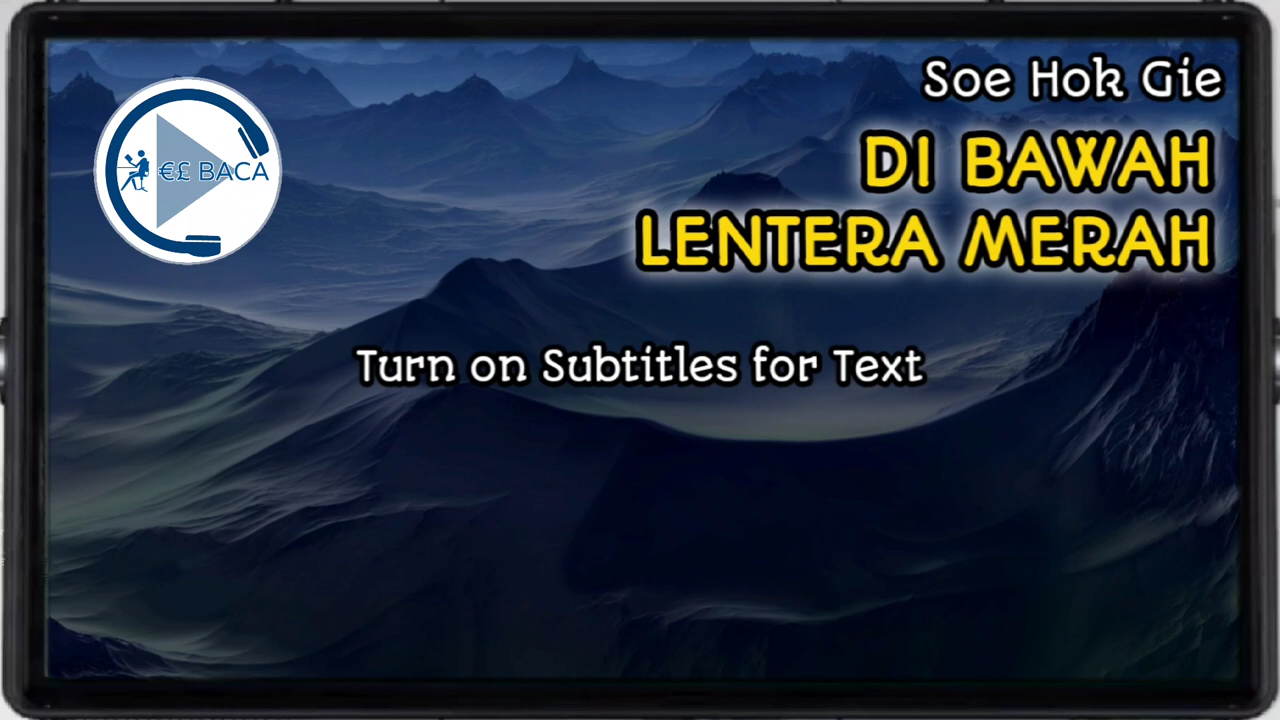 Soe Hok Gie
DI BAWAH
LENTERA MERAH
€£ BACA
Turn on Subtitles for Text